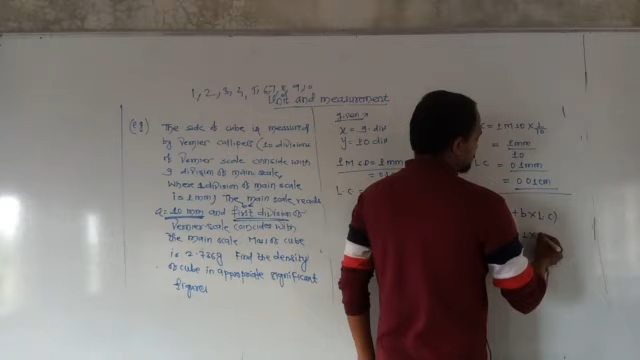 1, 2, 3, 4, 5, 6 7, 8, 9, 10
Unit and measurement
(eg) The side of cube is measured
by Vernier callipers (10 divisions
of Vernier scale coincide with
9 division of main scale,
where 1 division of main scale
is 1 mm) The main scale reads
a = 10 mm and first division of
Vernier scale coincides with
the main scale Mass of cube
is 2.736g Find the density
of cube in appropriate significant
figures
given =
x = 9 div
y = 10 div
1 M S D = 1 mm
L.C =
= 1 M S D x 1/10
= 1 mm / 10
L.C = 0.1 mm
= 0.01 cm
+ b x L.C)